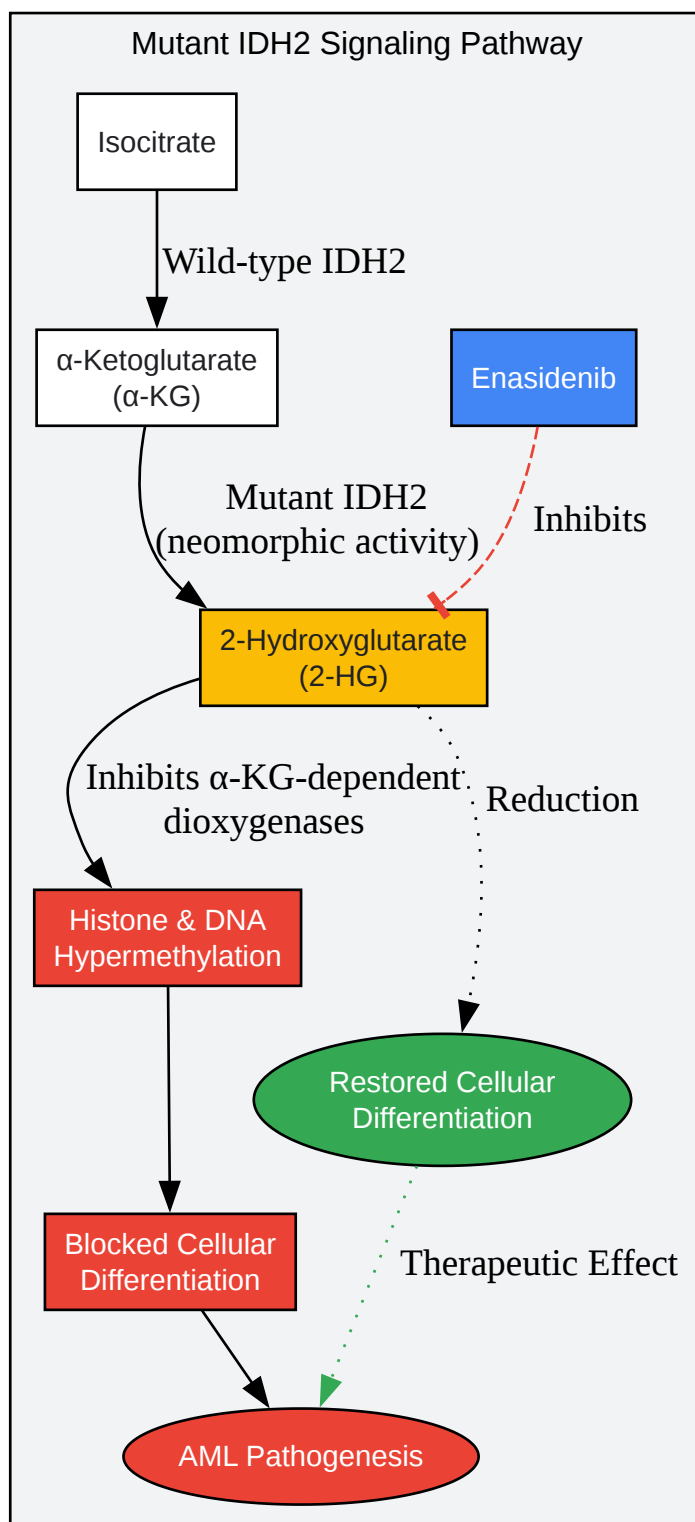 Mutant IDH2 Signaling Pathway
Isocitrate
Wild-type IDH2
α-Ketoglutarate
(α-KG)
Enasidenib
Mutant IDH2
(neomorphic activity)
Inhibits
2-Hydroxyglutarate
(2-HG)
Inhibits α-KG-dependent
dioxygenases
Reduction
Histone & DNA
Hypermethylation
Restored Cellular
Differentiation
Blocked Cellular
Differentiation
Therapeutic Effect
AML Pathogenesis